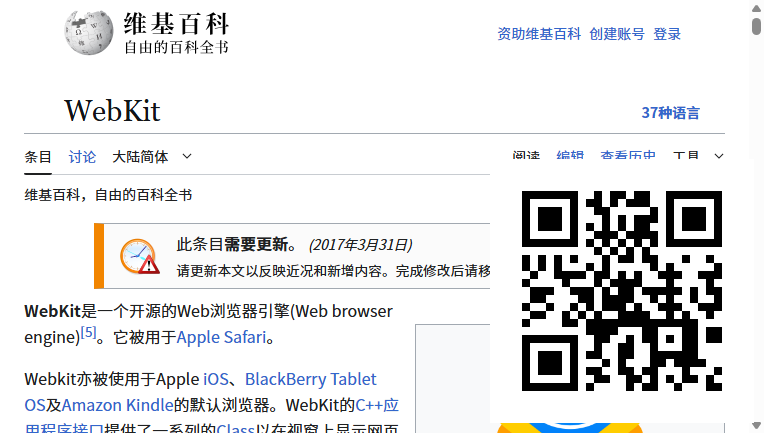 维基百科
自由的百科全书
资助维基百科 创建账号 登录
WebKit
37种语言
条目 讨论 大陆简体
阅读 编辑 查看历史 工具
维基百科，自由的百科全书
此条目需要更新。 (2017年3月31日)
请更新本文以反映近况和新增内容。完成修改后请移
WebKit是一个开源的Web浏览器引擎(Web browser
engine)[5]。它被用于Apple Safari。
Webkit亦被使用于Apple iOS、BlackBerry Tablet
OS及Amazon Kindle的默认浏览器。WebKit的C++应
用程序接口提供了一系列的Class以在视窗上显示网页